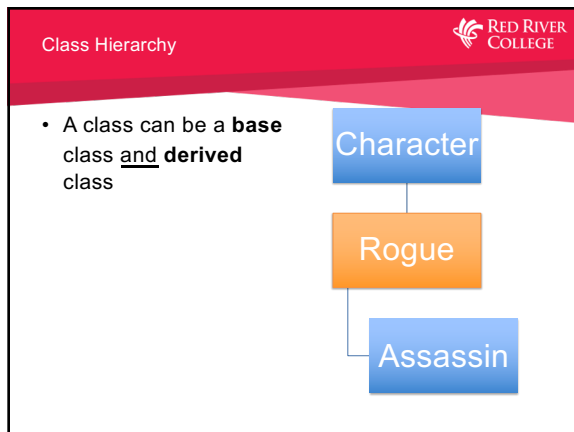 Class Hierarchy
RED RIVER
COLLEGE
• A class can be a base
class and derived
class
Character
Rogue
Assassin